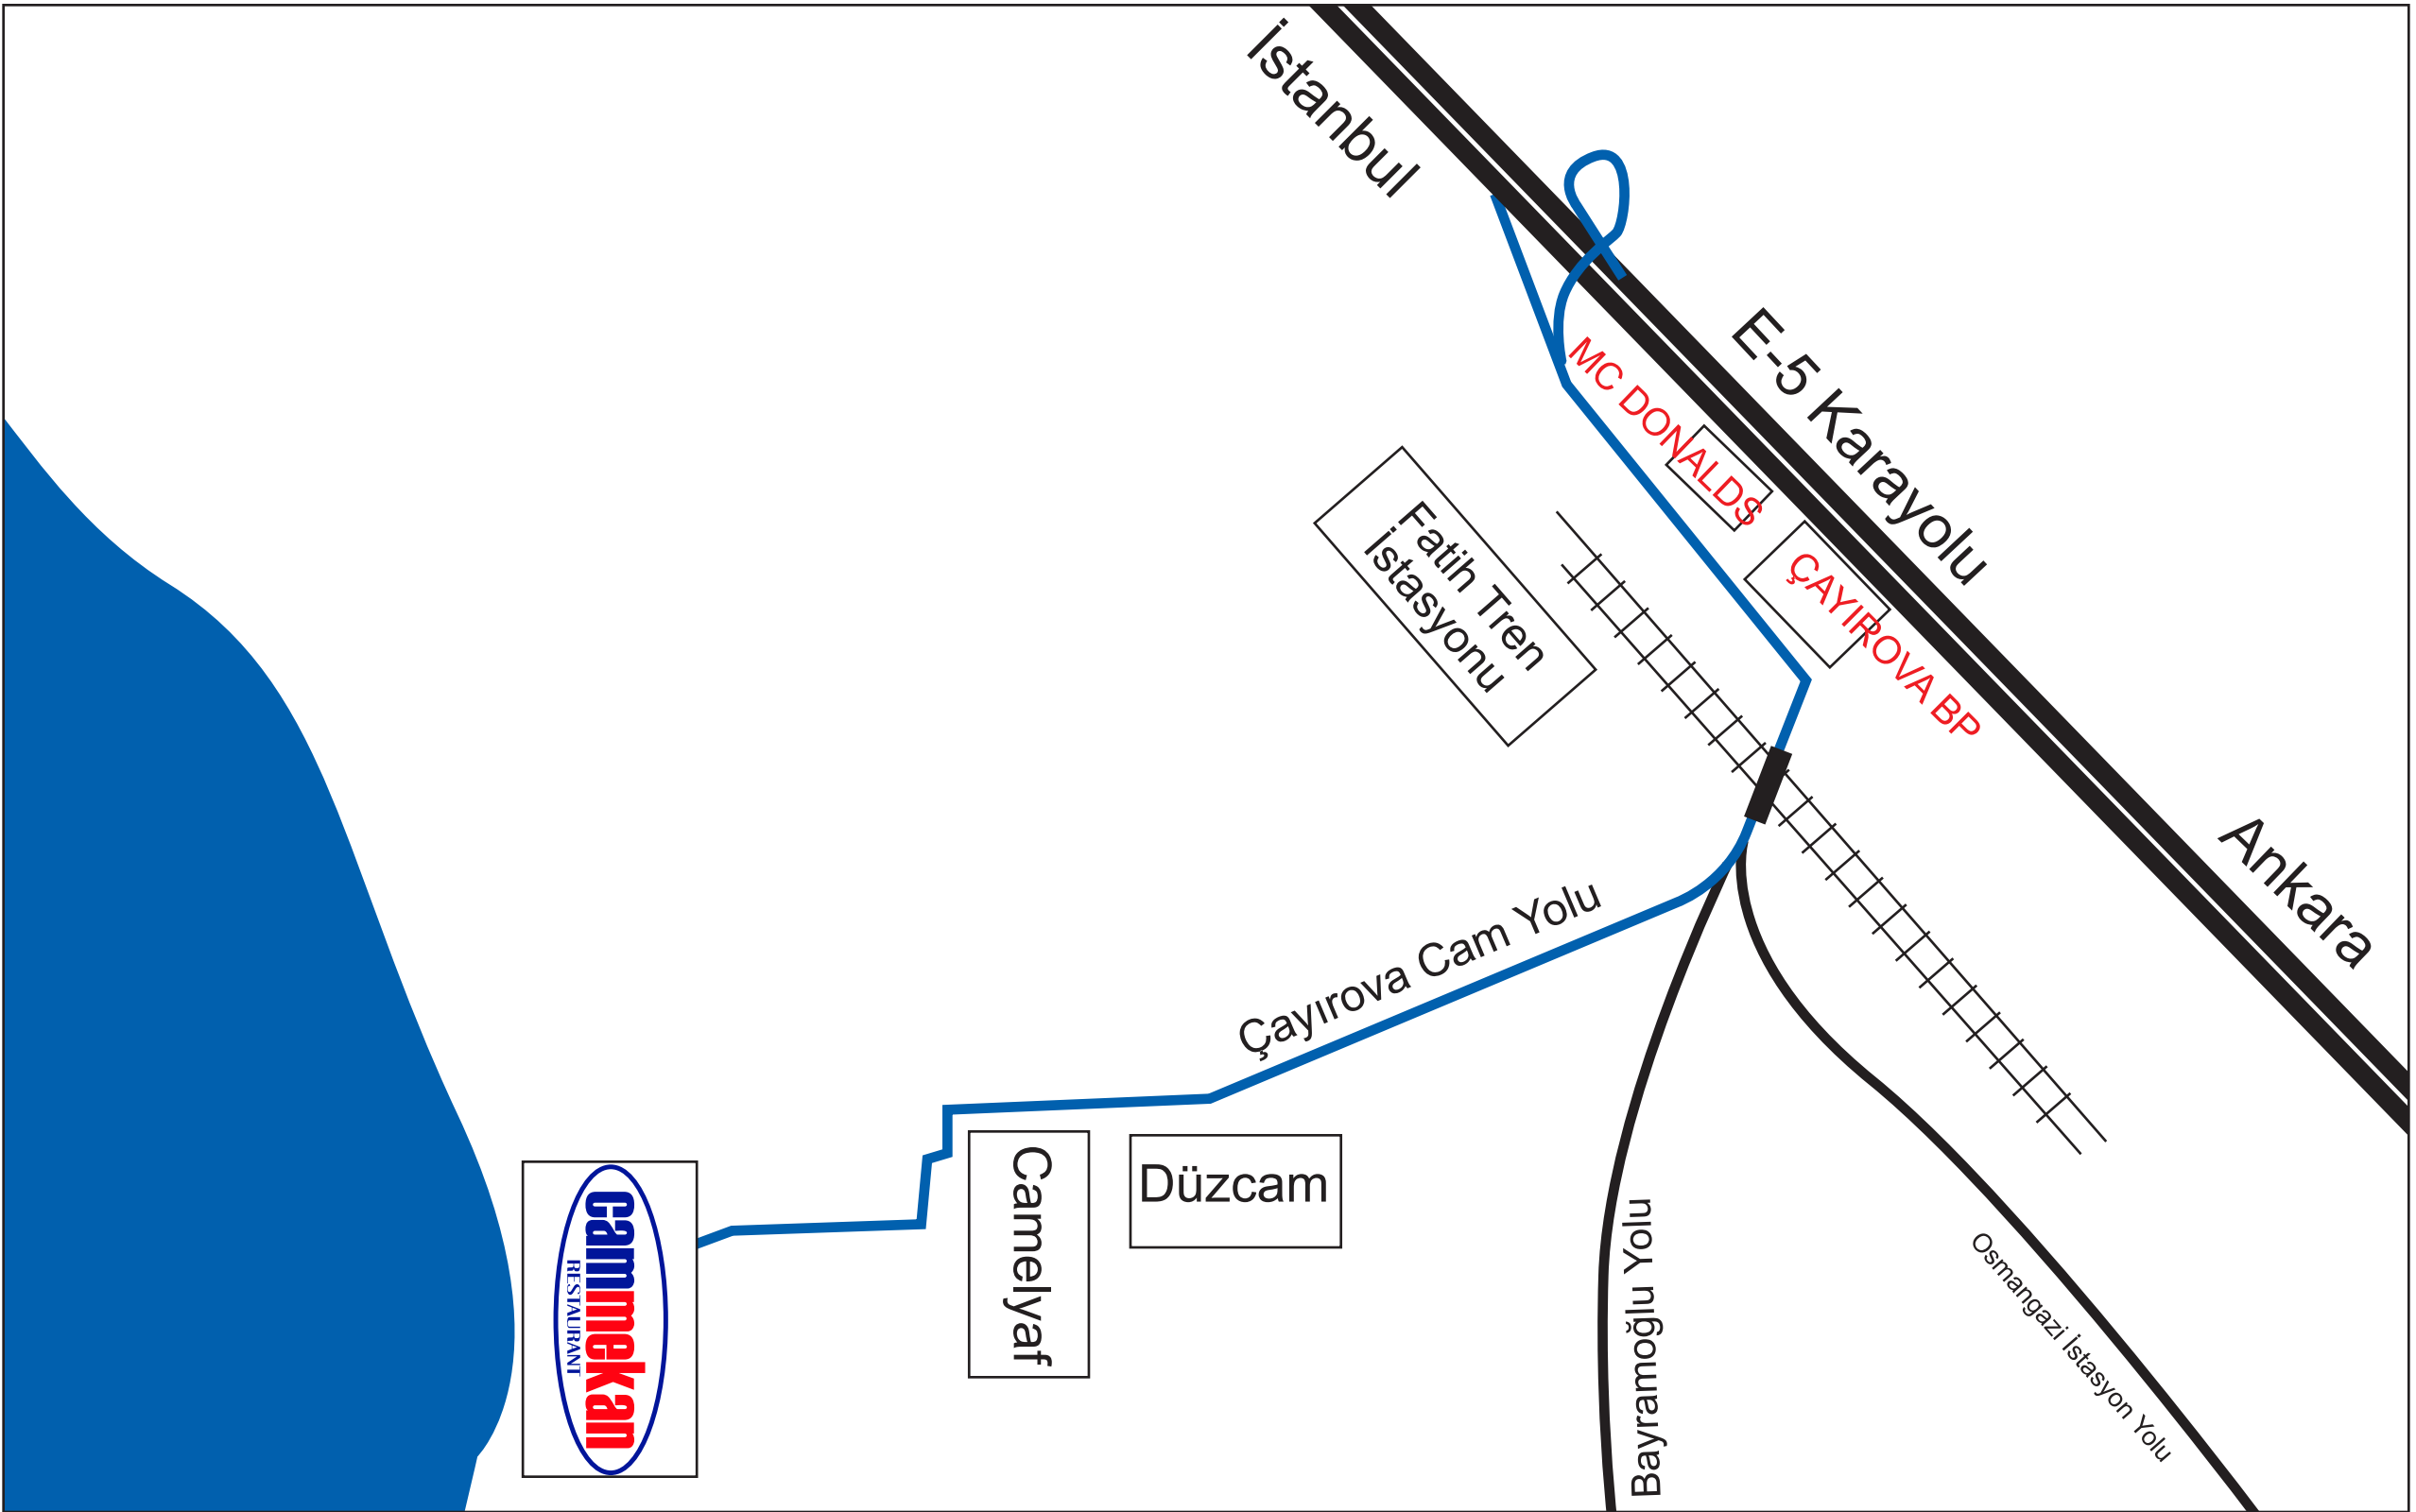 İstanbul
E-5 Karayolu
MC DONALDS
Fatih Tren
İstasyonu
ÇAYIROVA BP
Ankara
Çayırova Cam Yolu
Camelyaf
Düzcam
cammekan
RESTAURANT
Bayramoğlu Yolu
Osmangazi İstasyon Yolu